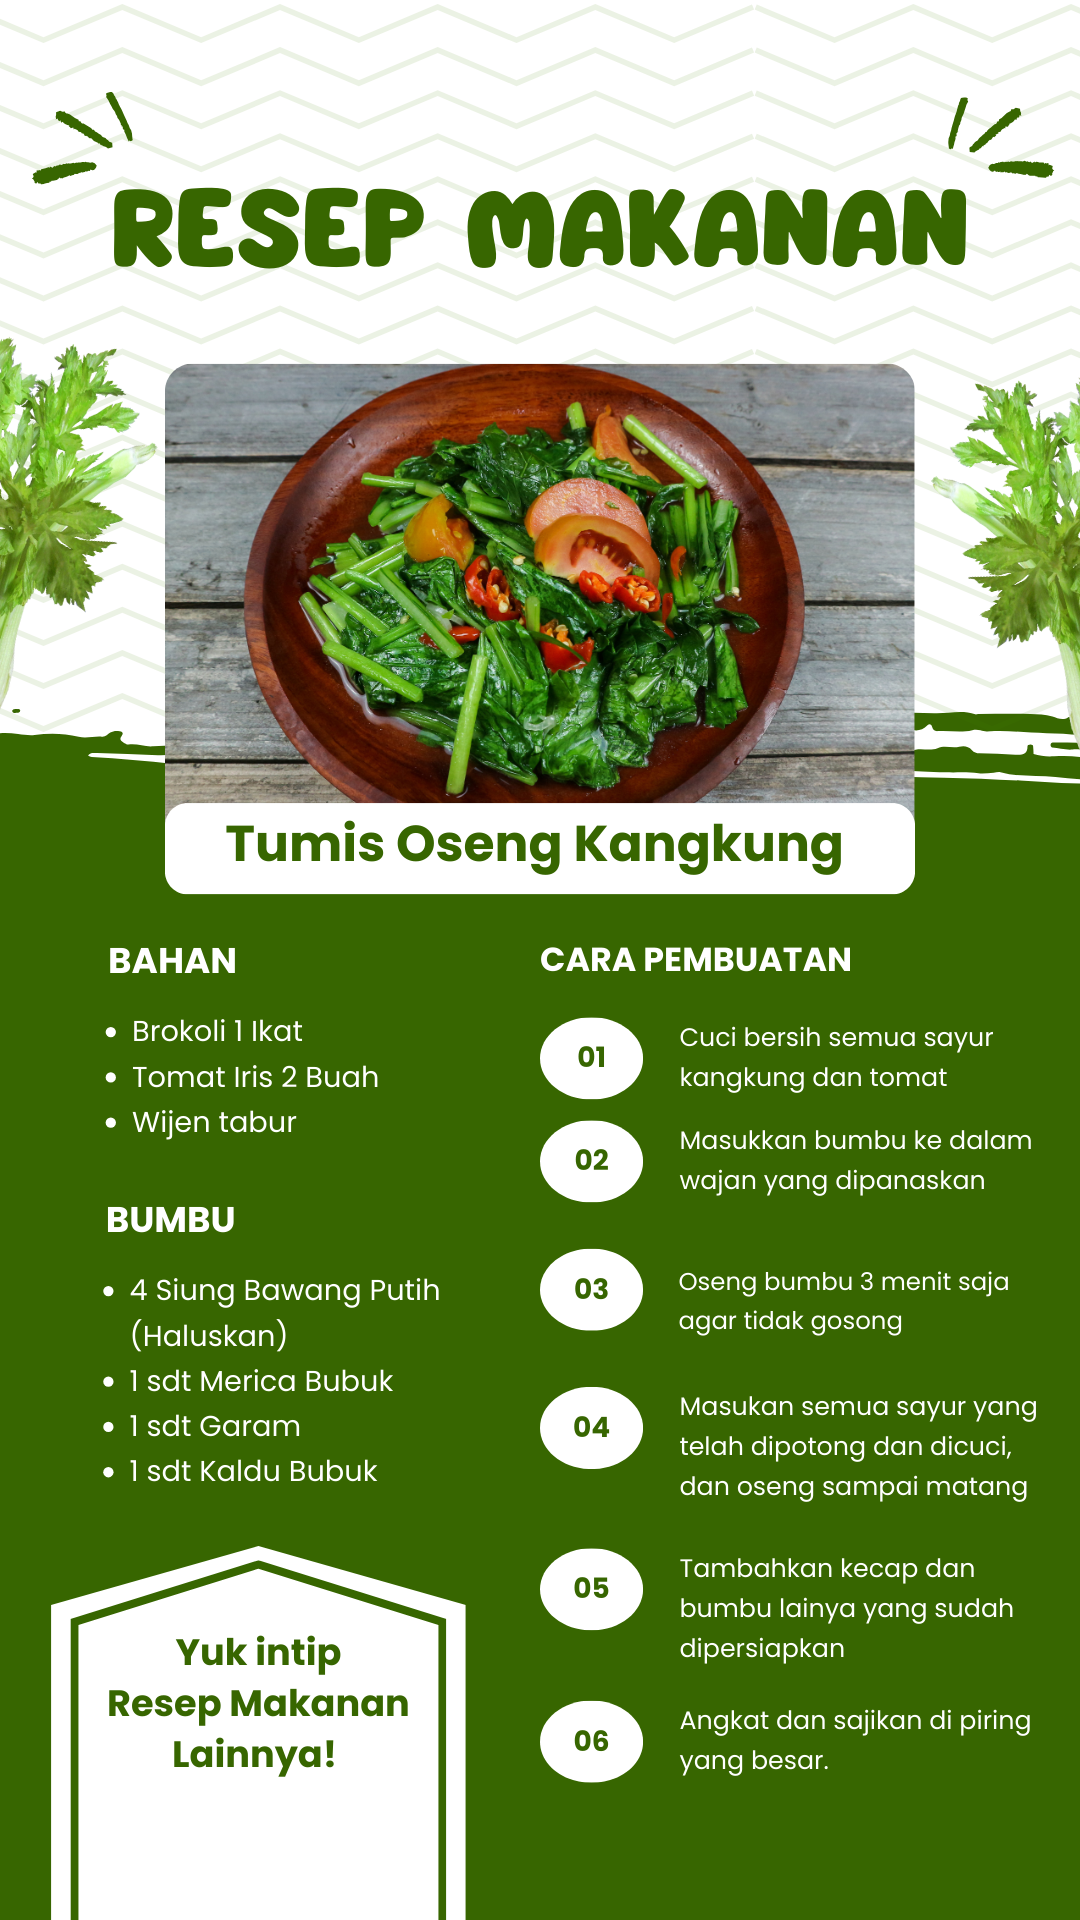 RESEP MAKANAN
Tumis Oseng Kangkung
BAHAN
Brokoli 1 Ikat
Tomat Iris 2 Buah
Wijen tabur
BUMBU
4 Siung Bawang Putih
(Haluskan)
1 sdt Merica Bubuk
1 sdt Garam
1 sdt Kaldu Bubuk
Yuk intip
Resep Makanan
Lainnya!
CARA PEMBUATAN
01
Cuci bersih semua sayur
kangkung dan tomat
02
Masukkan bumbu ke dalam
wajan yang dipanaskan
03
Oseng bumbu 3 menit saja
agar tidak gosong
04
Masukan semua sayur yang
telah dipotong dan dicuci,
dan oseng sampai matang
05
Tambahkan kecap dan
bumbu lainya yang sudah
dipersiapkan
06
Angkat dan sajikan di piring
yang besar.